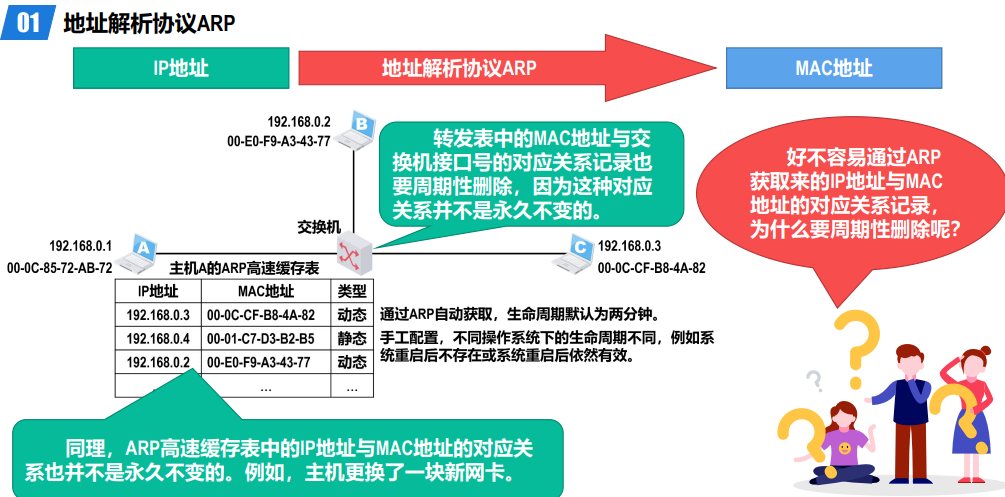 01 地址解析协议ARP
IP地址
地址解析协议ARP
MAC地址
192.168.0.2
00-E0-F9-A3-43-77
B
转发表中的MAC地址与交
换机接口号的对应关系记录也
要周期性删除，因为这种对应
关系并不是永久不变的。
好不容易通过ARP
获取来的IP地址与MAC
地址的对应关系记录，
为什么要周期性删除呢？
交换机
192.168.0.1
00-0C-85-72-AB-72
A
C
192.168.0.3
00-0C-CF-B8-4A-82
主机A的ARP高速缓存表
IP地址 MAC地址 类型
192.168.0.3 00-0C-CF-B8-4A-82 动态
192.168.0.4 00-01-C7-D3-B2-B5 静态
192.168.0.2 00-E0-F9-A3-43-77 动态
… … …
通过ARP自动获取，生命周期默认为两分钟。
手工配置，不同操作系统下的生命周期不同，例如系
统重启后不存在或系统重启后依然有效。
同理，ARP高速缓存表中的IP地址与MAC地址的对应关
系也并不是永久不变的。例如，主机更换了一块新网卡。